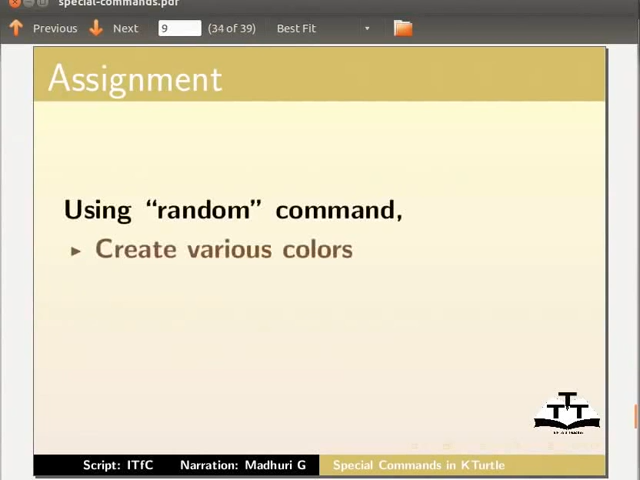 special-commands.pdf
Previous Next 9 (34 of 39) Best Fit
Assignment
Using “random” command,
▸ Create various colors
TTT
Script: ITfC Narration: Madhuri G Special Commands in KTurtle